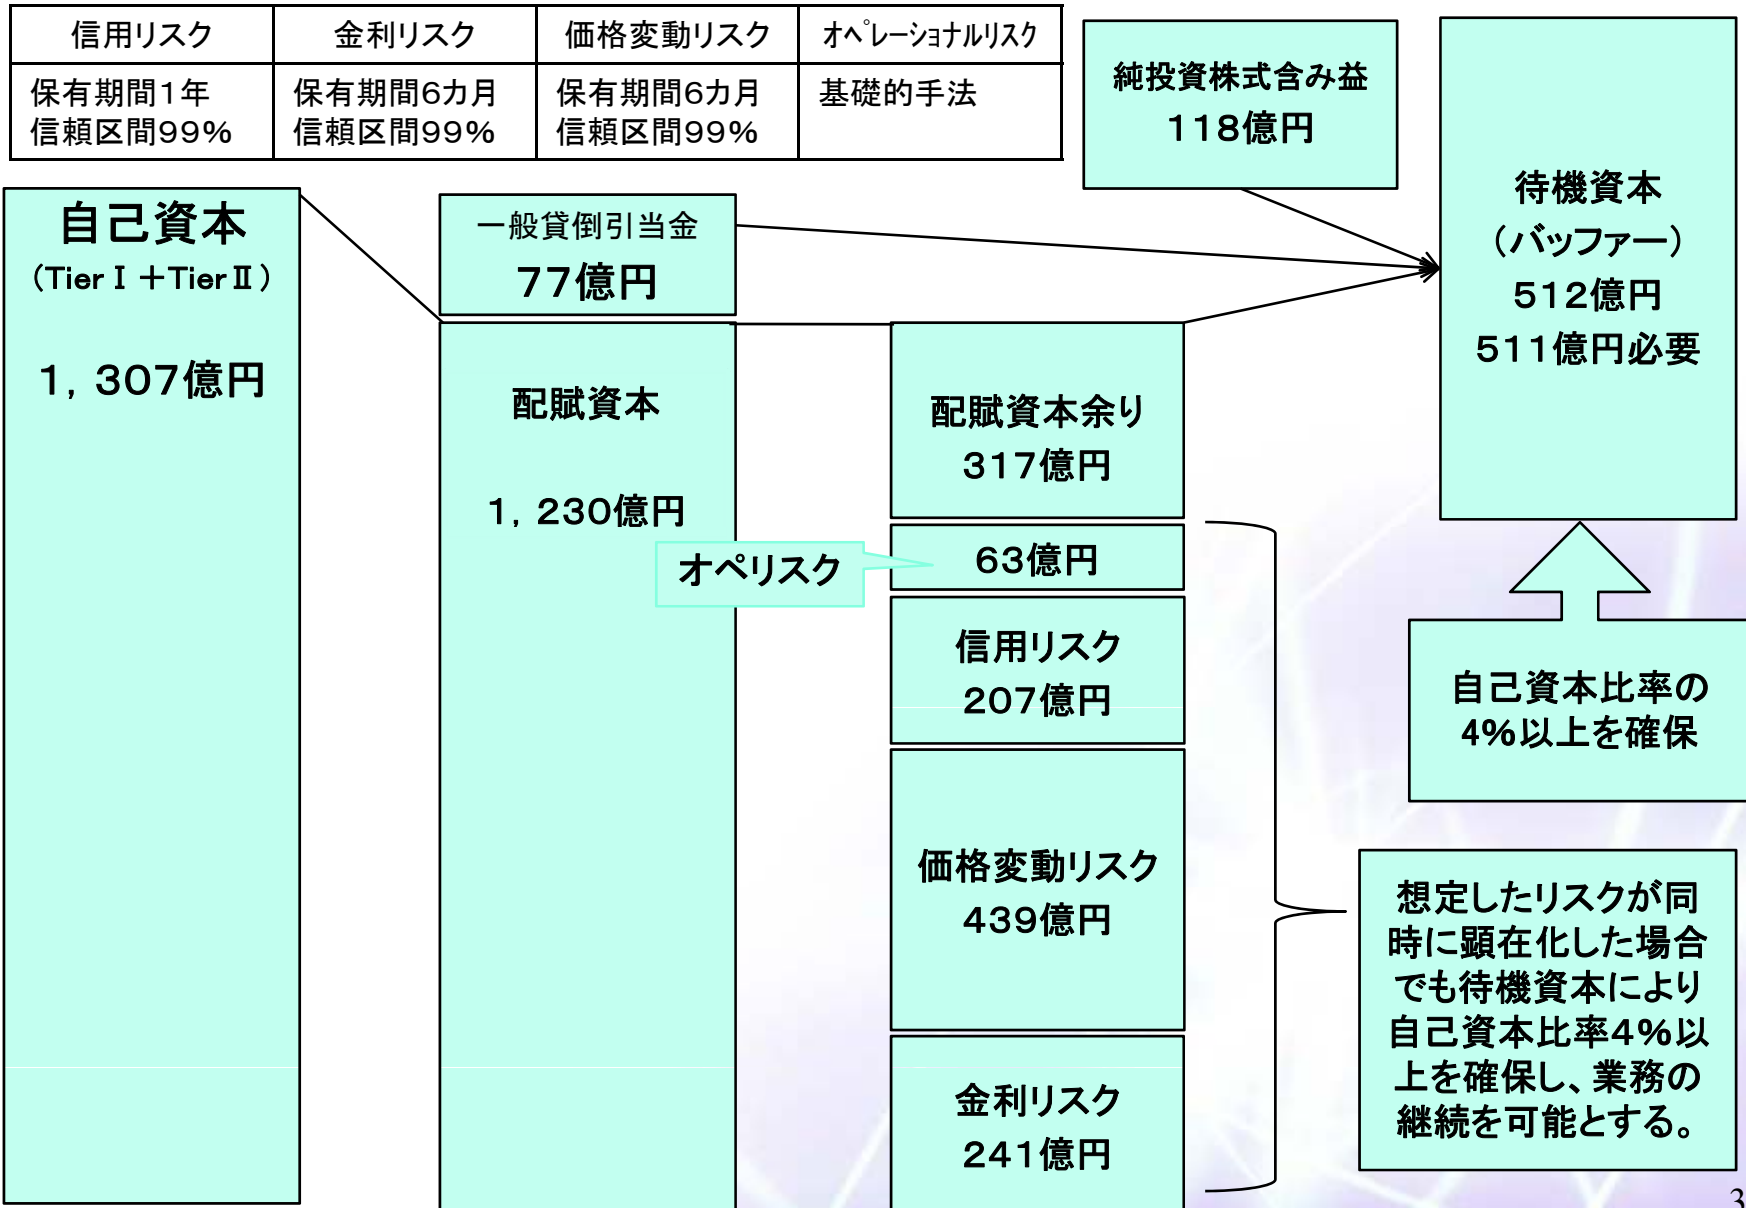 信用リスク
金利リスク
価格変動リスク
ｵﾍﾟﾚｰｼｮﾅﾙﾘｽｸ
保有期間1年
信頼区間99%
保有期間6カ月
信頼区間99%
保有期間6カ月
信頼区間99%
基礎的手法
純投資株式含み益
118億円
待機資本
（バッファー）
512億円
511億円必要
自己資本
（TierⅠ＋TierⅡ）
1，307億円
一般貸倒引当金
77億円
配賦資本
1，230億円
配賦資本余り
317億円
オペリスク
63億円
信用リスク
207億円
価格変動リスク
439億円
金利リスク
241億円
自己資本比率の
4%以上を確保
想定したリスクが同
時に顕在化した場合
でも待機資本により
自己資本比率4%以
上を確保し、業務の
継続を可能とする。
3